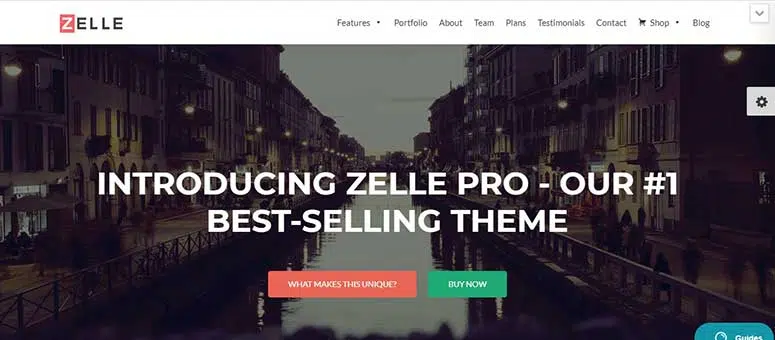 ZELLE
Features Portfolio About Team Plans Testimonials Contact Shop Blog
INTRODUCING ZELLE PRO - OUR #1
BEST-SELLING THEME
WHAT MAKES THIS UNIQUE? BUY NOW
Guides